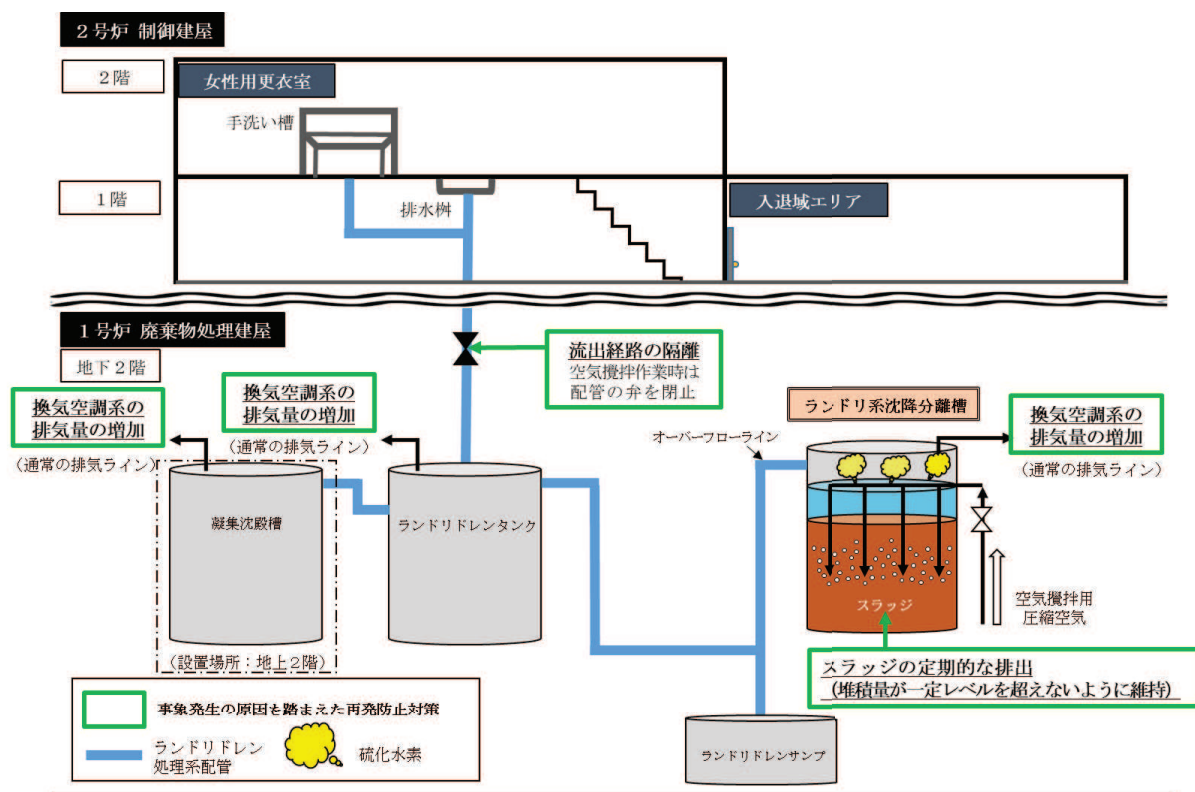 ２号炉 制御建屋
２階
女性用更衣室
手洗い槽
１階
排水桝
入退域エリア
１号炉 廃棄物処理建屋
地下２階
流出経路の隔離
空気攪拌作業時は
配管の弁を閉止
換気空調系の
排気量の増加
（通常の排気ライン）
換気空調系の
排気量の増加
（通常の排気ライン）
ランドリ系沈降分離槽
換気空調系の
排気量の増加
（通常の排気ライン）
オーバーフローライン
凝集沈殿槽
ランドリドレンタンク
スラッジ
空気攪拌用
圧縮空気
（設置場所：地上２階）
スラッジの定期的な排出
（堆積量が一定レベルを超えないように維持）
事象発生の原因を踏まえた再発防止対策
ランドリドレン
処理系配管
硫化水素
ランドリドレンサンプ